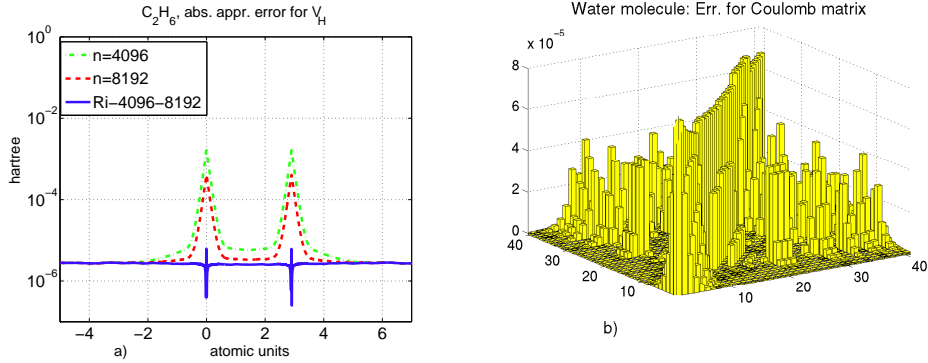 C2H6, abs. appr. error for VH
10^0
10^−2
10^−4
10^−6
hartree
n=4096
n=8192
Ri−4096−8192
−4 −2 0 2 4 6
a) atomic units
Water molecule: Err. for Coulomb matrix
x 10^-5
8
6
4
2
0
40
30
20
10
10
20
30
40
b)